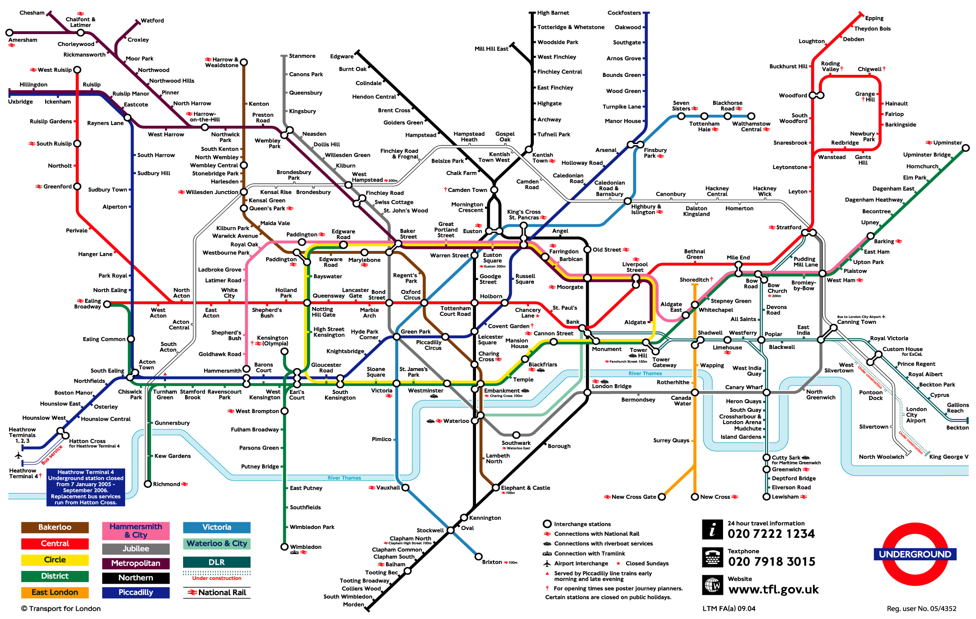 Chesham
Chalfont &
Latimer
Watford
Amersham
Chorleywood
Croxley
Rickmansworth
Moor Park
Northwood
Northwood Hills
Pinner
North Harrow
Harrow-
on-the-Hill
Northwick
Park
Preston
Road
Wembley
Park
West Ruislip
Hillingdon
Ruislip
Ruislip Manor
Eastcote
Uxbridge
Ickenham
Rayners Lane
West Harrow
Ruislip Gardens
South Ruislip
Northolt
Greenford
Perivale
Hanger Lane
South Harrow
Sudbury Hill
Sudbury Town
Alperton
Park Royal
North Ealing
Ealing
Broadway
Ealing Common
West
Acton
North
Acton
Acton
Central
South
Acton
East
Acton
White
City
Shepherd's
Bush
Holland
Park
Notting
Hill Gate
Queensway
Lancaster
Gate
Marble
Arch
Bond
Street
Oxford
Circus
Tottenham
Court Road
Holborn
Chancery
Lane
St. Paul's
Bank
Harrow &
Wealdstone
Kenton
South Kenton
North Wembley
Wembley Central
Stonebridge Park
Harlesden
Willesden Junction
Kensal Rise
Kensal Green
Queen's Park
Kilburn Park
Maida Vale
Warwick Avenue
Royal Oak
Westbourne Park
Ladbroke Grove
Latimer Road
Shepherd's
Bush
Goldhawk Road
Hammersmith
Paddington
Paddington
Edgware
Road
Edgware
Road
Marylebone
Baker
Street
Bayswater
High Street
Kensington
Kensington
(Olympia)
Barons
Court
Earl's
Court
Stanmore
Canons Park
Queensbury
Kingsbury
Neasden
Dollis Hill
Willesden Green
Kilburn
West
Hampstead
Brondesbury
Park
Brondesbury
Finchley Road
Swiss Cottage
St. John's Wood
Edgware
Burnt Oak
Colindale
Hendon Central
Brent Cross
Golders Green
Hampstead
Hampstead
Heath
Gospel
Oak
Finchley Road
& Frognal
Belsize Park
Chalk Farm
Camden Town
Kentish
Town West
Kentish
Town
Camden
Road
Mornington
Crescent
Euston
Great
Portland
Street
Warren Street
Euston
Square
Goodge
Street
Regent's
Park
Russell
Square
King's Cross
St. Pancras
Mill Hill East
High Barnet
Totteridge & Whetstone
Woodside Park
West Finchley
Finchley Central
East Finchley
Highgate
Archway
Tufnell Park
Cockfosters
Oakwood
Southgate
Arnos Grove
Bounds Green
Wood Green
Turnpike Lane
Manor House
Arsenal
Finsbury
Park
Holloway Road
Caledonian
Road
Caledonian
Road &
Barnsbury
Highbury &
Islington
Canonbury
Dalston
Kingsland
Hackney
Central
Homerton
Hackney
Wick
Seven
Sisters
Tottenham
Hale
Blackhorse
Road
Walthamstow
Central
Epping
Theydon Bois
Debden
Loughton
Buckhurst Hill
Roding
Valley
Chigwell
Grange
Hill
Hainault
Fairlop
Barkingside
Newbury
Park
Gants
Hill
Redbridge
Wanstead
Woodford
South
Woodford
Snaresbrook
Leytonstone
Leyton
Stratford
Upminster
Upminster Bridge
Hornchurch
Elm Park
Dagenham East
Dagenham Heathway
Becontree
Upney
Barking
East Ham
Upton Park
Plaistow
West Ham
Bromley-
by-Bow
Pudding
Mill Lane
Bow
Church
Bow
Road
Mile End
Bethnal
Green
Stepney Green
Whitechapel
Shoreditch
Aldgate
East
Aldgate
Liverpool
Street
Moorgate
Old Street
Angel
Farringdon
Barbican
Monument
Tower
Hill
Tower
Gateway
Shadwell
Limehouse
Westferry
Poplar
All Saints
Devons
Road
Blackwall
East
India
Canning Town
Royal Victoria
Custom House
for ExCeL
Prince Regent
Royal Albert
Beckton Park
Cyprus
Gallions
Reach
Beckton
West
Silvertown
Pontoon
Dock
London
City
Airport
Silvertown
North Woolwich
King George V
Wapping
Rotherhithe
Canada
Water
Surrey Quays
New Cross Gate
New Cross
West India
Quay
Canary Wharf
Heron Quays
South Quay
Crossharbour &
London Arena
Mudchute
Island Gardens
Cutty Sark
for Maritime Greenwich
Greenwich
Deptford Bridge
Elverson Road
Lewisham
North
Greenwich
Bermondsey
London Bridge
Southwark
Waterloo
Embankment
Charing
Cross
Leicester
Square
Covent Garden
Piccadilly
Circus
Green Park
Hyde Park
Corner
Knightsbridge
Sloane
Square
South
Kensington
Victoria
St. James's
Park
Westminster
Temple
Blackfriars
Mansion
House
Cannon Street
Lambeth
North
Elephant & Castle
Borough
Kennington
Oval
Stockwell
Pimlico
Vauxhall
Brixton
Clapham North
Clapham Common
Clapham South
Balham
Tooting Bec
Tooting Broadway
Colliers Wood
South Wimbledon
Morden
West Brompton
Fulham Broadway
Parsons Green
Putney Bridge
East Putney
Southfields
Wimbledon Park
Wimbledon
West
Kensington
Ravenscourt
Park
Stamford
Brook
Turnham
Green
Chiswick
Park
Acton
Town
Gunnersbury
Kew Gardens
Richmond
South Ealing
Northfields
Boston Manor
Osterley
Hounslow East
Hounslow Central
Hounslow West
Hatton Cross
for Heathrow Terminal 4
Heathrow
Terminals
1, 2, 3
Heathrow
Terminal 4
Bus service
River Thames
River Thames
Heathrow Terminal 4
Underground station closed
from 7 January 2005 -
September 2006.
Replacement bus services
run from Hatton Cross.
Bakerloo
Central
Circle
District
East London
Hammersmith
& City
Jubilee
Metropolitan
Northern
Piccadilly
Victoria
Waterloo & City
DLR
Under construction
National Rail
© Transport for London
Interchange stations
Connections with National Rail
Connections with riverboat services
Connection with Tramlink
Airport interchange
Closed Sundays
Served by Piccadilly line trains early
morning and late evening
For opening times see poster journey planners.
Certain stations are closed on public holidays.
24 hour travel information
020 7222 1234
Textphone
020 7918 3015
Website
www.tfl.gov.uk
LTM FA(a) 09.04
UNDERGROUND
Reg. user No. 05/4352